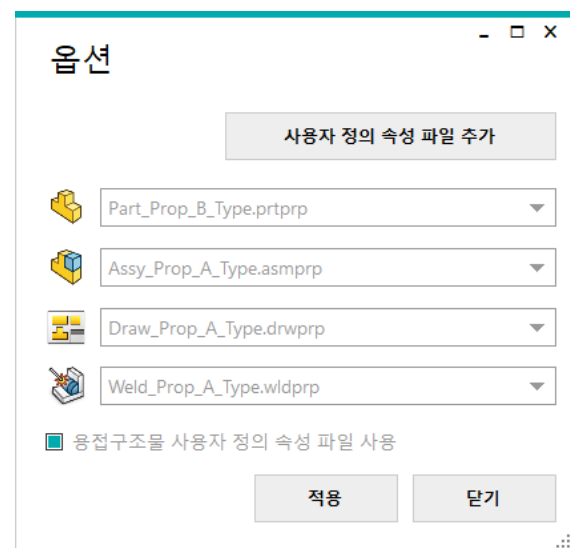 옵션
사용자 정의 속성 파일 추가
Part_Prop_B_Type.prtprp
Assy_Prop_A_Type.asmprp
Draw_Prop_A_Type.drwprp
Weld_Prop_A_Type.wldprp
용접구조물 사용자 정의 속성 파일 사용
적용 닫기